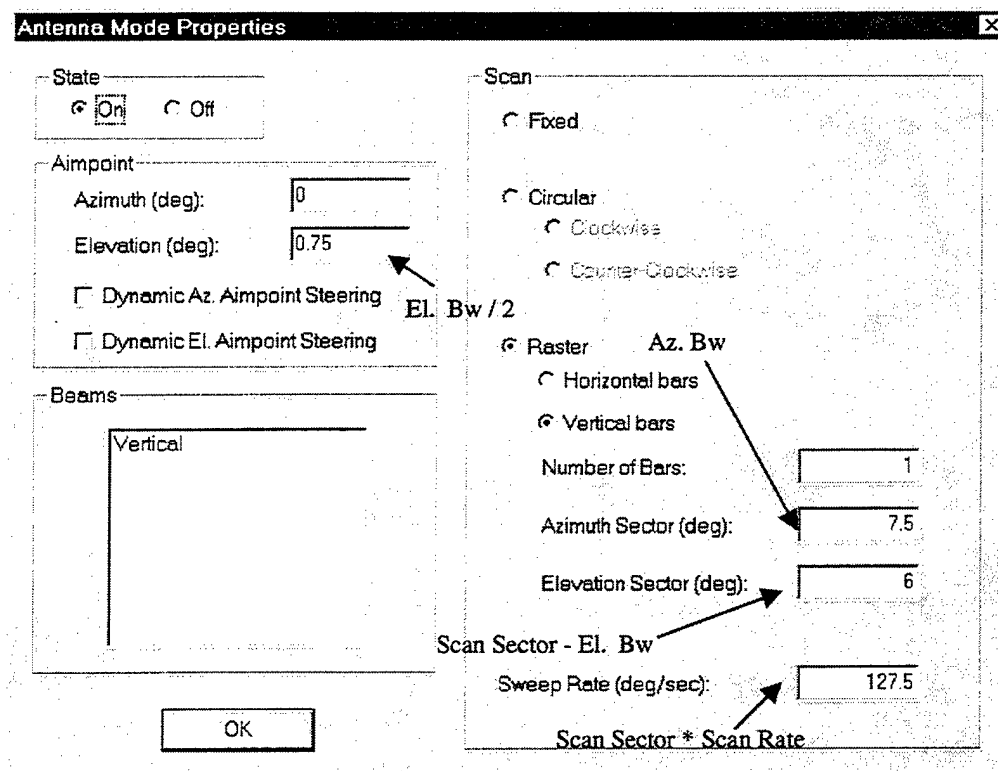 Antenna Mode Properties
State
On
Off
Aimpoint
Azimuth (deg):
0
Elevation (deg):
0.75
Dynamic Az. Aimpoint Steering
Dynamic El. Aimpoint Steering
El. Bw / 2
Beams
Vertical
OK
Scan
Fixed
Circular
Clockwise
Counter-Clockwise
Raster
Az. Bw
Horizontal bars
Vertical bars
Number of Bars:
1
Azimuth Sector (deg):
7.5
Elevation Sector (deg):
6
Scan Sector - El. Bw
Sweep Rate (deg/sec):
127.5
Scan Sector * Scan Rate